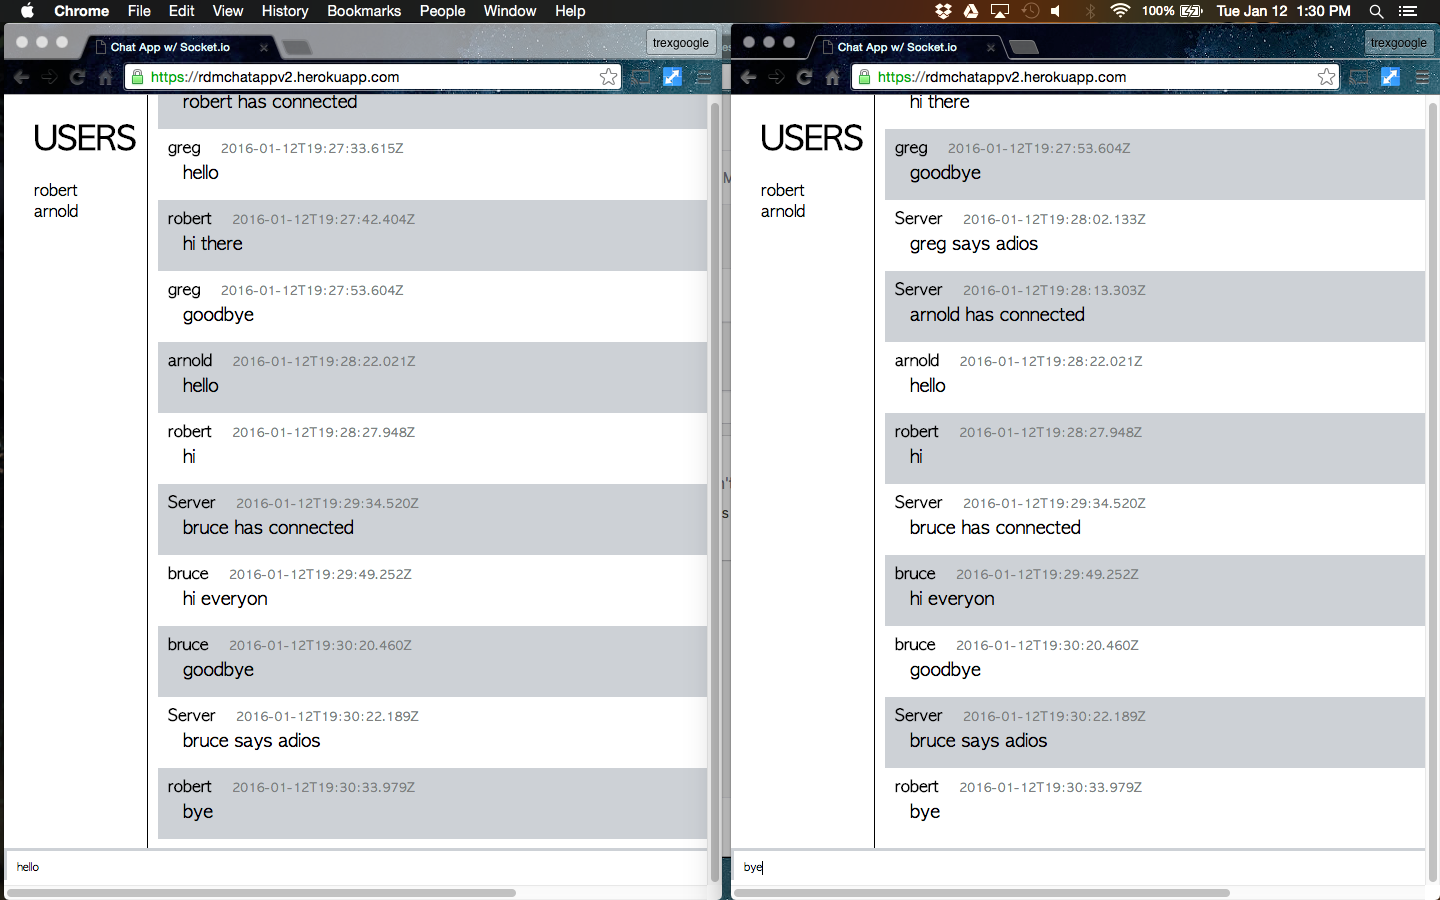 Chrome File Edit View History Bookmarks People Window Help 100% Tue Jan 12 1:30 PM
Chat App w/ Socket.io
trexgoogle
https://rdmchatappv2.herokuapp.com
USERS
robert
arnold
robert has connected
greg 2016-01-12T19:27:33.615Z
hello
robert 2016-01-12T19:27:42.404Z
hi there
greg 2016-01-12T19:27:53.604Z
goodbye
arnold 2016-01-12T19:28:22.021Z
hello
robert 2016-01-12T19:28:27.948Z
hi
Server 2016-01-12T19:29:34.520Z
bruce has connected
bruce 2016-01-12T19:29:49.252Z
hi everyon
bruce 2016-01-12T19:30:20.460Z
goodbye
Server 2016-01-12T19:30:22.189Z
bruce says adios
robert 2016-01-12T19:30:33.979Z
bye
hello
Chat App w/ Socket.io
trexgoogle
https://rdmchatappv2.herokuapp.com
USERS
robert
arnold
hi there
greg 2016-01-12T19:27:53.604Z
goodbye
Server 2016-01-12T19:28:02.133Z
greg says adios
Server 2016-01-12T19:28:13.303Z
arnold has connected
arnold 2016-01-12T19:28:22.021Z
hello
robert 2016-01-12T19:28:27.948Z
hi
Server 2016-01-12T19:29:34.520Z
bruce has connected
bruce 2016-01-12T19:29:49.252Z
hi everyon
bruce 2016-01-12T19:30:20.460Z
goodbye
Server 2016-01-12T19:30:22.189Z
bruce says adios
robert 2016-01-12T19:30:33.979Z
bye
bye